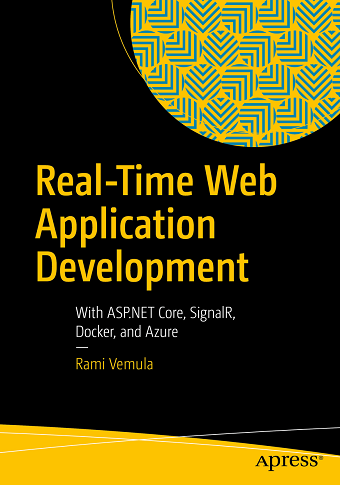 Real-Time Web
Application
Development
With ASP.NET Core, SignalR,
Docker, and Azure
—
Rami Vemula
Apress®